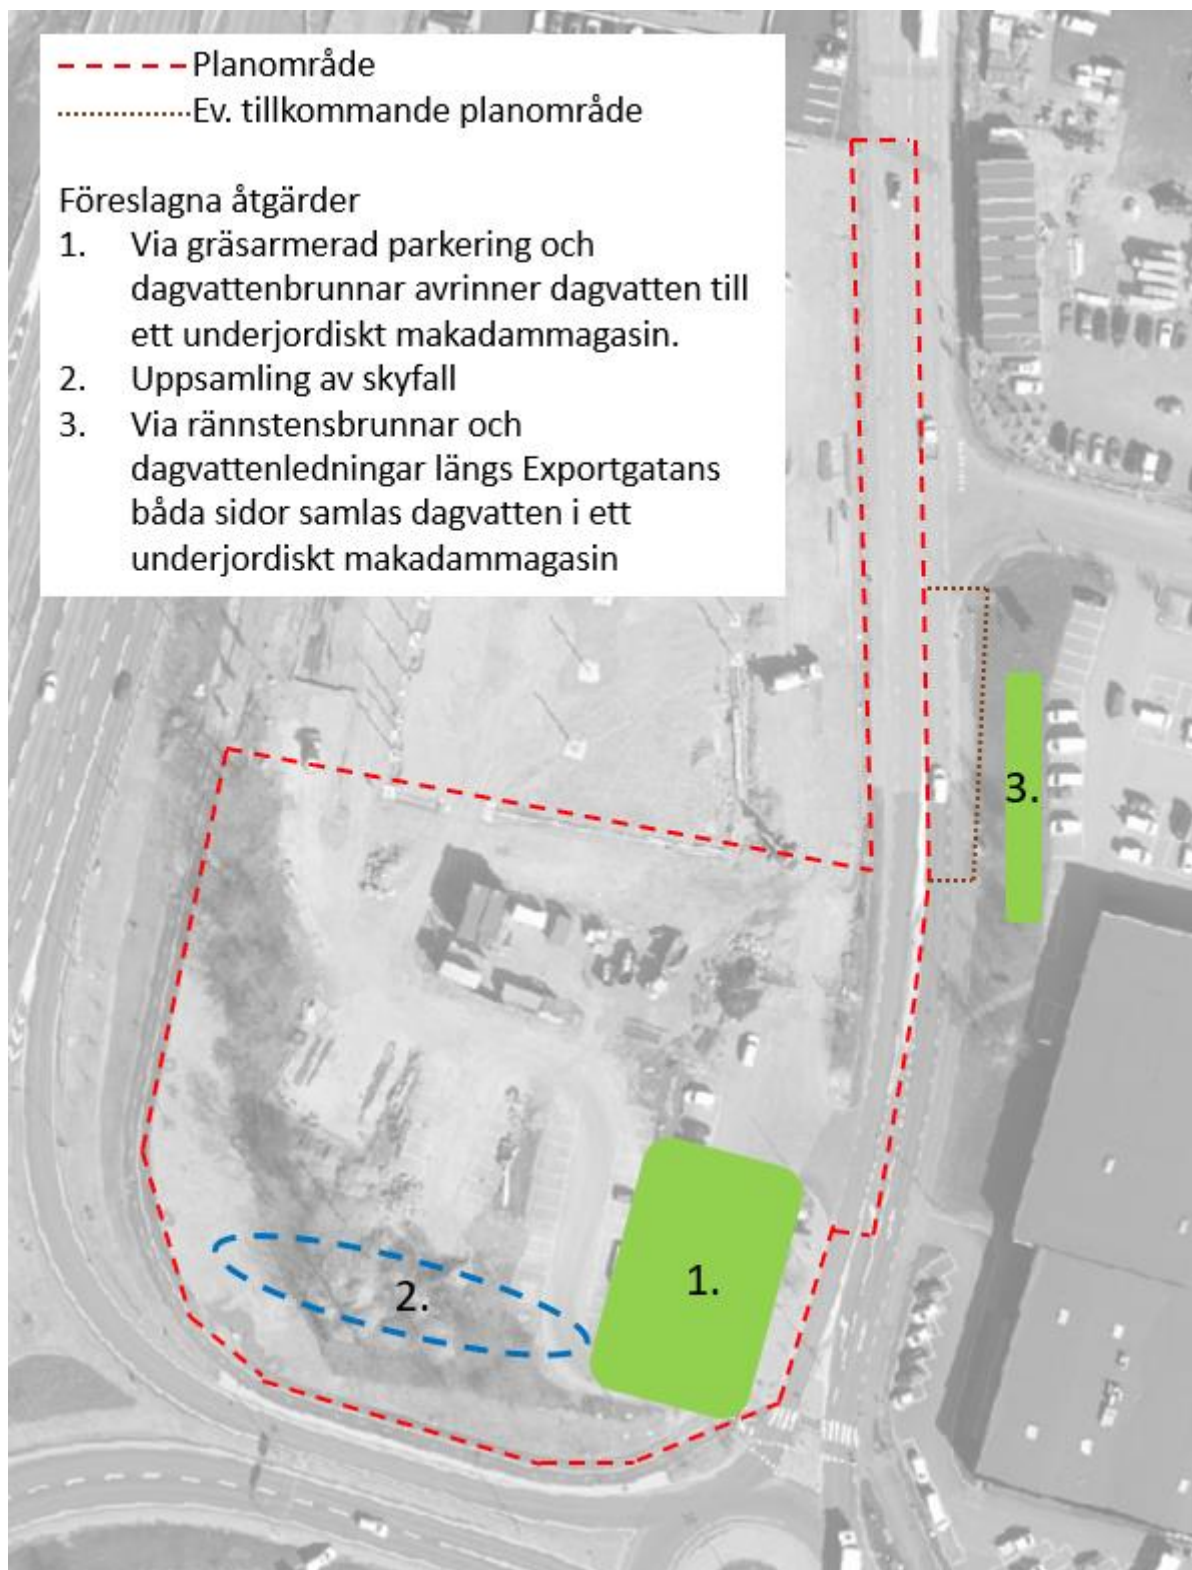 Planområde
Ev. tillkommande planområde
Föreslagna åtgärder
1. Via gräsarmerad parkering och
dagvattenbrunnar avrinner dagvatten till
ett underjordiskt makadammagasin.
2. Uppsamling av skyfall
3. Via rännstensbrunnar och
dagvattenledningar längs Exportgatans
båda sidor samlas dagvatten i ett
underjordiskt makadammagasin
3.
1.
2.